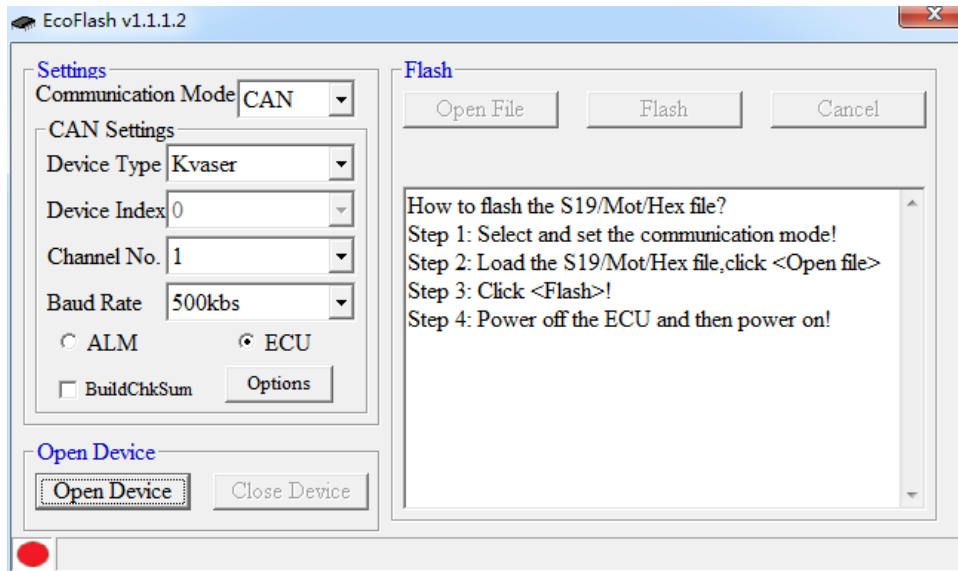 EcoFlash v1.1.1.2
Settings
Communication Mode CAN
CAN Settings
Device Type Kvaser
Device Index 0
Channel No. 1
Baud Rate 500kbs
ALM ECU
BuildChkSum Options
Open Device
Open Device Close Device
Flash
Open File Flash Cancel
How to flash the S19/Mot/Hex file?
Step 1: Select and set the communication mode!
Step 2: Load the S19/Mot/Hex file,click <Open file>
Step 3: Click <Flash>!
Step 4: Power off the ECU and then power on!